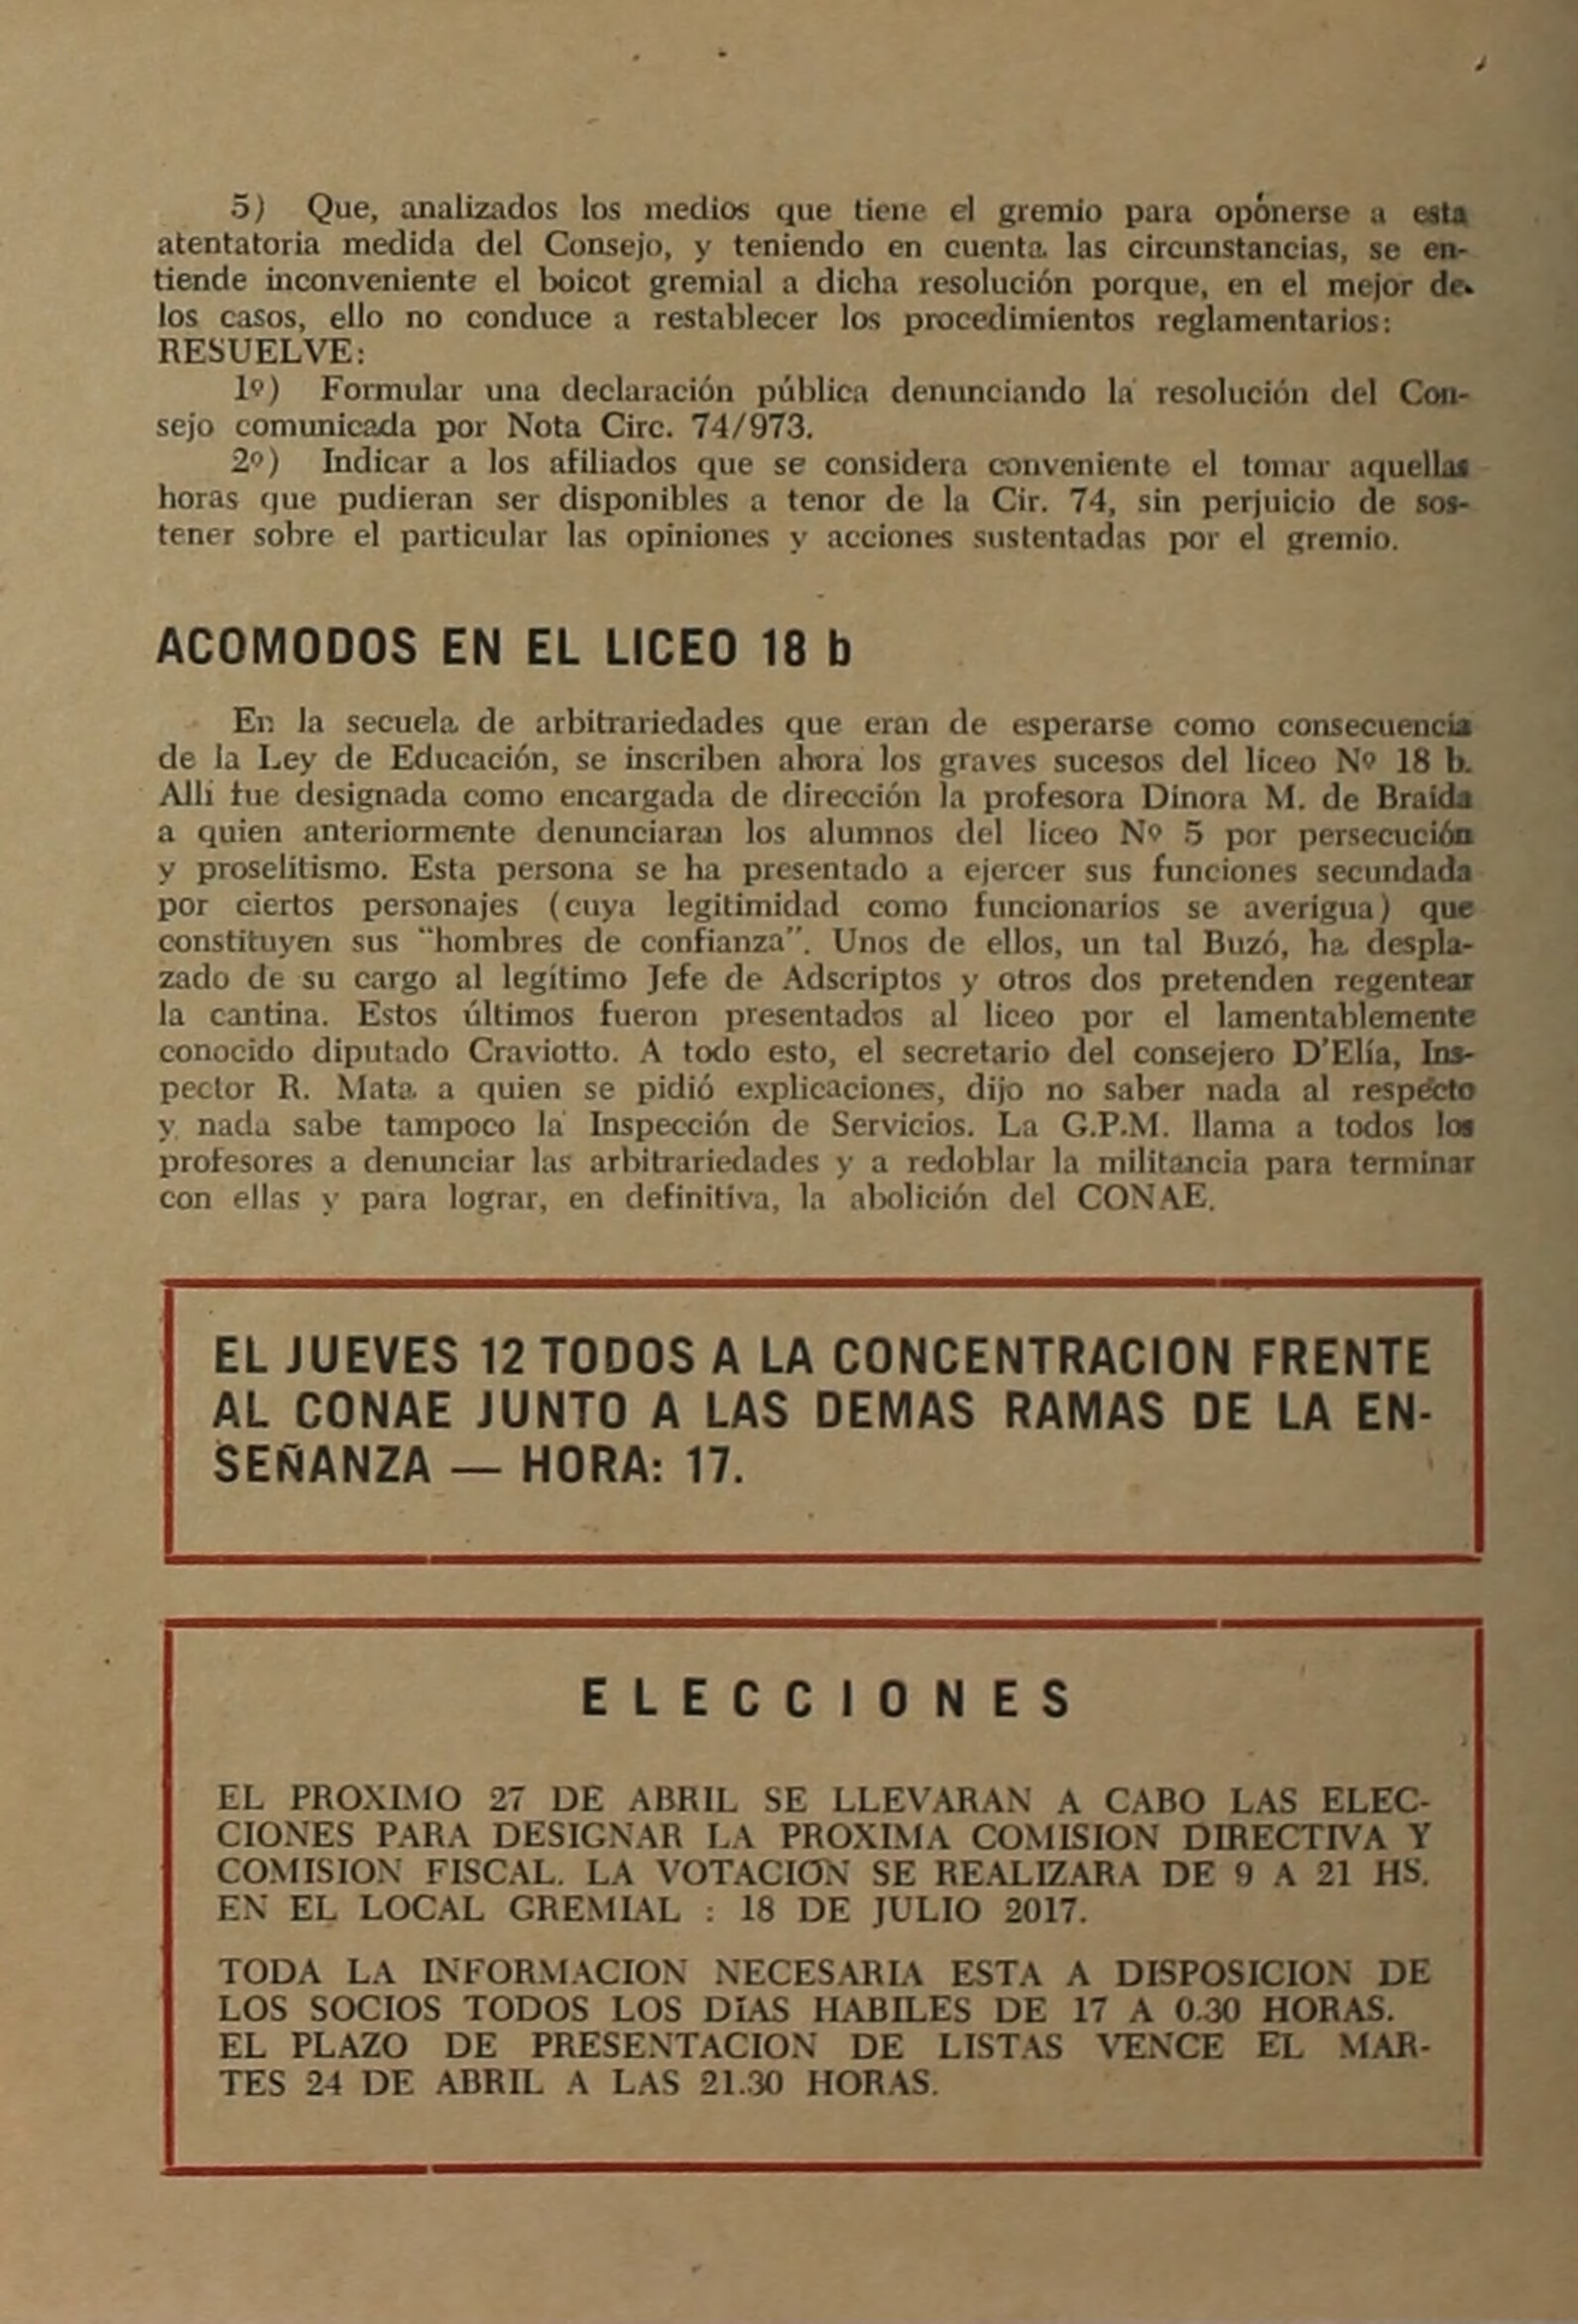 5) Que, analizados los medios que tiene el gremio para opónerse a esta
atentatoria medida del Consejo, y teniendo en cuenta las circunstancias, se en-
tiende inconveniente el boicot gremial a dicha resolución porque, en el mejor de
los casos, ello no conduce a restablecer los procedimientos reglamentarios:
RESUELVE:
1º) Formular una declaración pública denunciando la resolución del Con-
sejo comunicada por Nota Circ. 74/973.
2º) Indicar a los afiliados que se considera conveniente el tomar aquellas
horas que pudieran ser disponibles a tenor de la Cir. 74, sin perjuicio de sos-
tener sobre el particular las opiniones y acciones sustentadas por el gremio.
ACOMODOS EN EL LICEO 18 b
En la secuela de arbitrariedades que eran de esperarse como consecuencia
de la Ley de Educación, se inscriben ahora los graves sucesos del liceo Nº 18 b.
Allí fue designada como encargada de dirección la profesora Dinora M. de Braida
a quien anteriormente denunciaran los alumnos del liceo Nº 5 por persecución
y proselitismo. Esta persona se ha presentado a ejercer sus funciones secundada
por ciertos personajes (cuya legitimidad como funcionarios se averigua) que
constituyen sus "hombres de confianza". Unos de ellos, un tal Buzó, ha despla-
zado de su cargo al legítimo Jefe de Adscriptos y otros dos pretenden regentear
la cantina. Estos últimos fueron presentados al liceo por el lamentablemente
conocido diputado Craviotto. A todo esto, el secretario del consejero D'Elía, Ins-
pector R. Mata a quien se pidió explicaciones, dijo no saber nada al respecto
y nada sabe tampoco la Inspección de Servicios. La G.P.M. llama a todos los
profesores a denunciar las arbitrariedades y a redoblar la militancia para terminar
con ellas y para lograr, en definitiva, la abolición del CONAE.
EL JUEVES 12 TODOS A LA CONCENTRACION FRENTE
AL CONAE JUNTO A LAS DEMAS RAMAS DE LA EN-
SEÑANZA — HORA: 17.
ELECCIONES
EL PROXIMO 27 DE ABRIL SE LLEVARAN A CABO LAS ELEC-
CIONES PARA DESIGNAR LA PROXIMA COMISION DIRECTIVA Y
COMISION FISCAL. LA VOTACION SE REALIZARA DE 9 A 21 HS.
EN EL LOCAL GREMIAL : 18 DE JULIO 2017.
TODA LA INFORMACION NECESARIA ESTA A DISPOSICION DE
LOS SOCIOS TODOS LOS DÍAS HABILES DE 17 A 0.30 HORAS.
EL PLAZO DE PRESENTACION DE LISTAS VENCE EL MAR-
TES 24 DE ABRIL A LAS 21.30 HORAS.